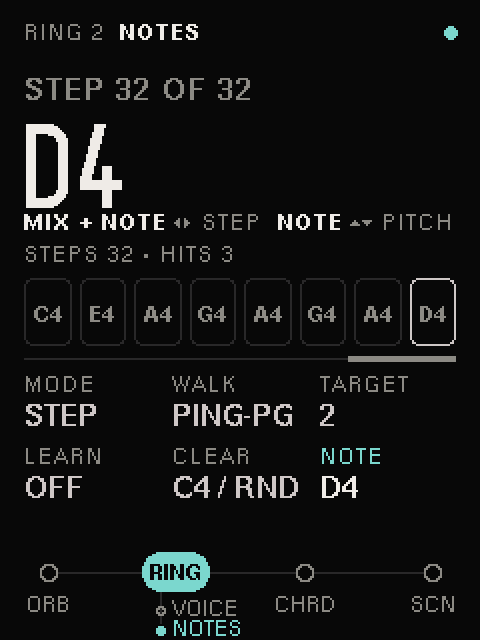 RING 2 NOTES
STEP 32 OF 32
D4
MIX + NOTE ◂▸ STEP NOTE ▴▾ PITCH
STEPS 32 · HITS 3
C4 E4 A4 G4 A4 G4 A4 D4
MODE WALK TARGET
STEP PING-PG 2
LEARN CLEAR NOTE
OFF C4 / RND D4
RING
ORB CHRD SCN
VOICE
NOTES